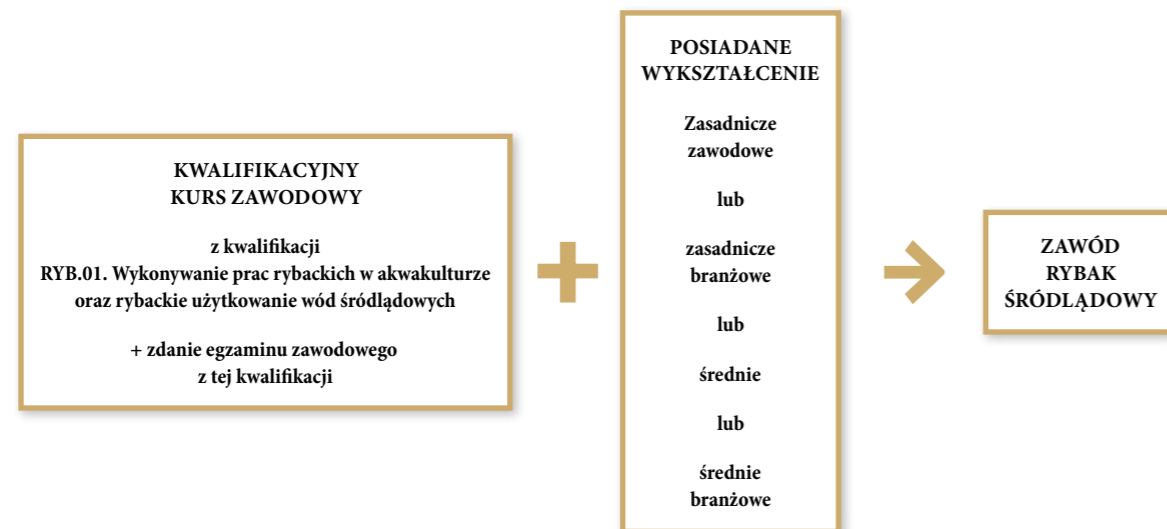 KWALIFIKACYJNY
KURS ZAWODOWY
z kwalifikacji
RYB.01. Wykonywanie prac rybackich w akwakulturze
oraz rybackie użytkowanie wód śródlądowych
+ zdanie egzaminu zawodowego
z tej kwalifikacji
+
POSIADANE
WYKSZTAŁCENIE
Zasadnicze
zawodowe
lub
zasadnicze
branżowe
lub
średnie
lub
średnie
branżowe
ZAWÓD
RYBAK
ŚRÓDLĄDOWY